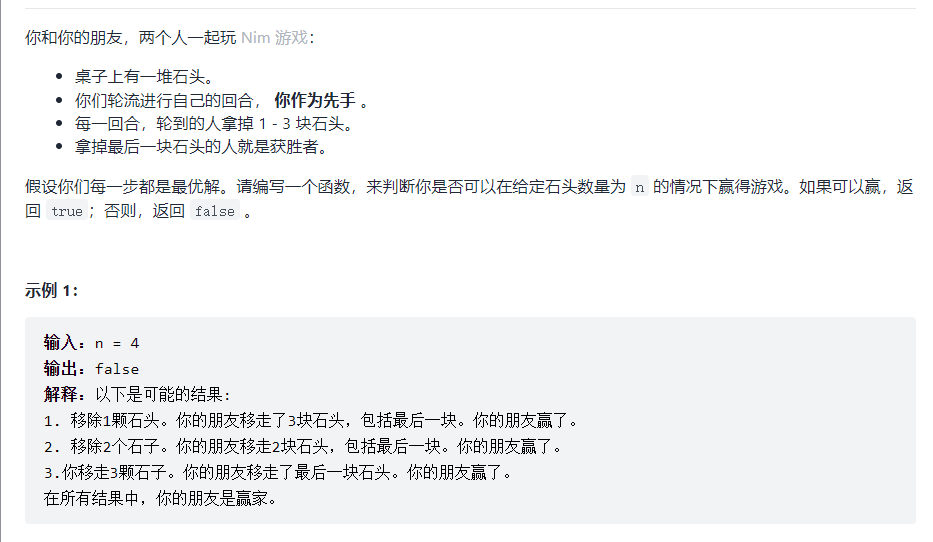 你和你的朋友，两个人一起玩 Nim 游戏：
桌子上有一堆石头。
你们轮流进行自己的回合， 你作为先手 。
每一回合，轮到的人拿掉 1 - 3 块石头。
拿掉最后一块石头的人就是获胜者。
假设你们每一步都是最优解。请编写一个函数，来判断你是否可以在给定石头数量为 n 的情况下赢得游戏。如果可以赢，返
回 true；否则，返回 false 。
示例 1：
输入：n = 4
输出：false
解释：以下是可能的结果:
1. 移除1颗石头。你的朋友移走了3块石头，包括最后一块。你的朋友赢了。
2. 移除2个石子。你的朋友移走2块石头，包括最后一块。你的朋友赢了。
3.你移走3颗石子。你的朋友移走了最后一块石头。你的朋友赢了。
在所有结果中，你的朋友是赢家。